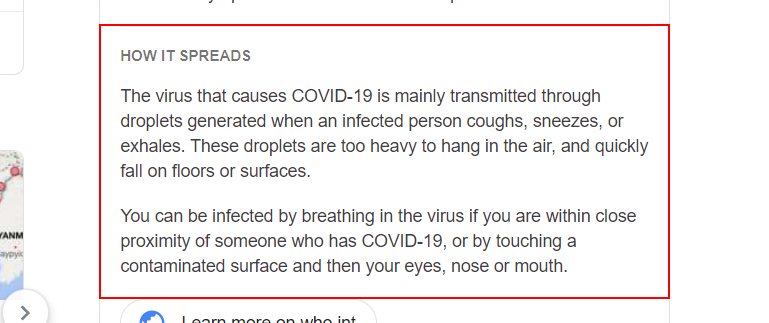 HOW IT SPREADS
The virus that causes COVID-19 is mainly transmitted through
droplets generated when an infected person coughs, sneezes, or
exhales. These droplets are too heavy to hang in the air, and quickly
fall on floors or surfaces.
You can be infected by breathing in the virus if you are within close
proximity of someone who has COVID-19, or by touching a
contaminated surface and then your eyes, nose or mouth.
YANM
aypyic
Learn more on who.int